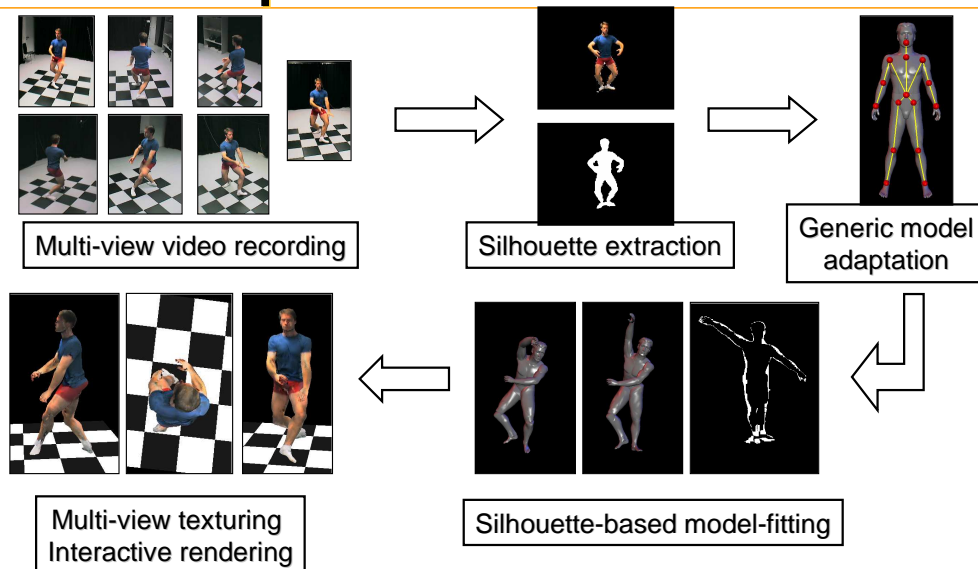 Multi-view video recording
Silhouette extraction
Generic model
adaptation
Silhouette-based model-fitting
Multi-view texturing
Interactive rendering